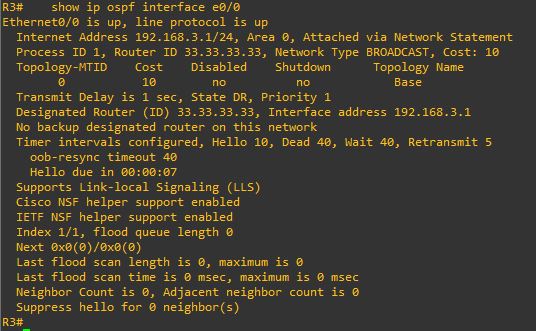 R3#   show ip ospf interface e0/0
Ethernet0/0 is up, line protocol is up
  Internet Address 192.168.3.1/24, Area 0, Attached via Network Statement
  Process ID 1, Router ID 33.33.33.33, Network Type BROADCAST, Cost: 10
  Topology-MTID    Cost    Disabled    Shutdown      Topology Name
        0           10        no          no            Base
  Transmit Delay is 1 sec, State DR, Priority 1
  Designated Router (ID) 33.33.33.33, Interface address 192.168.3.1
  No backup designated router on this network
  Timer intervals configured, Hello 10, Dead 40, Wait 40, Retransmit 5
    oob-resync timeout 40
    Hello due in 00:00:07
  Supports Link-local Signaling (LLS)
  Cisco NSF helper support enabled
  IETF NSF helper support enabled
  Index 1/1, flood queue length 0
  Next 0x0(0)/0x0(0)
  Last flood scan length is 0, maximum is 0
  Last flood scan time is 0 msec, maximum is 0 msec
  Neighbor Count is 0, Adjacent neighbor count is 0
  Suppress hello for 0 neighbor(s)
R3#